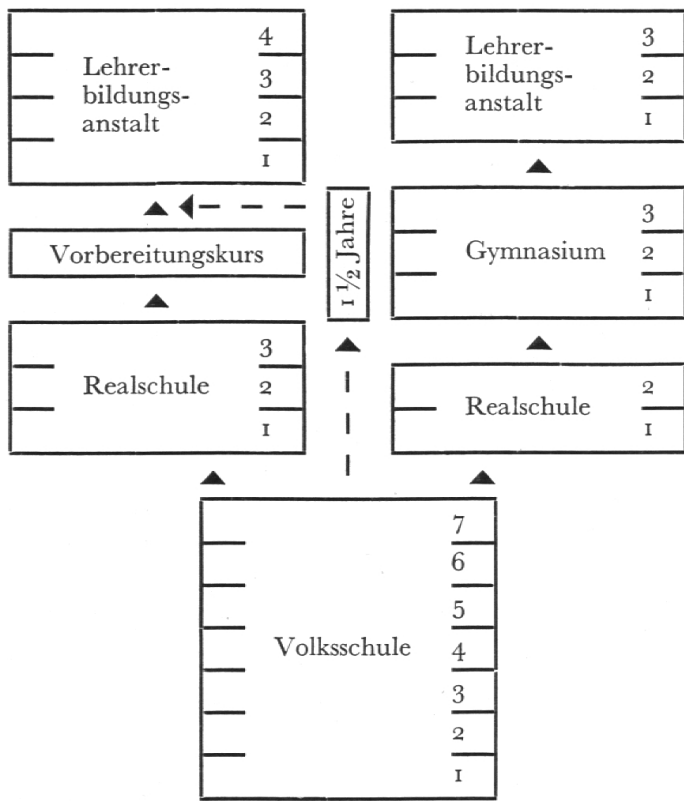 4
Lehrer-
bildungs-
anstalt
3
2
1
3
Lehrer-
bildungs-
anstalt
2
1
Vorbereitungskurs
1 1/2 Jahre
3
Gymnasium
2
1
3
Realschule
2
1
Realschule
2
1
7
6
5
Volksschule
4
3
2
1